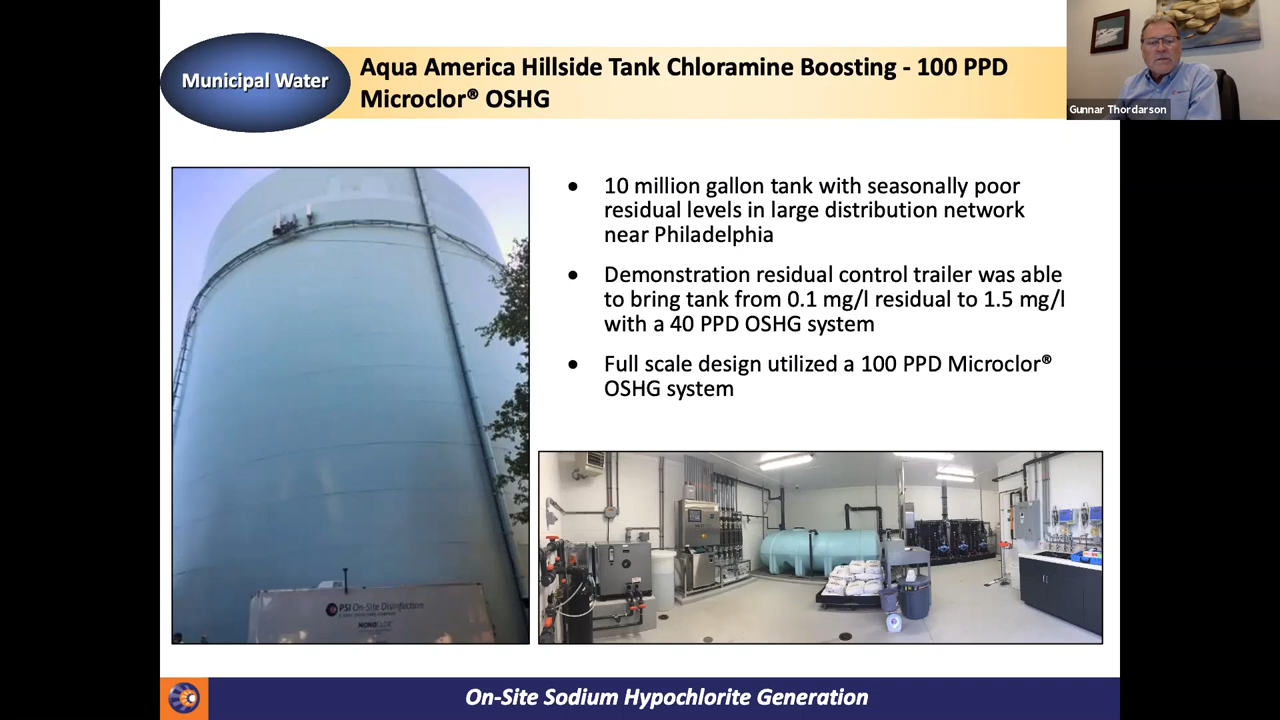 Municipal Water
Aqua America Hillside Tank Chloramine Boosting - 100 PPD
Microclor® OSHG
Gunnar Thordarson
● 10 million gallon tank with seasonally poor
residual levels in large distribution network
near Philadelphia
● Demonstration residual control trailer was able
to bring tank from 0.1 mg/l residual to 1.5 mg/l
with a 40 PPD OSHG system
● Full scale design utilized a 100 PPD Microclor®
OSHG system
PSI On-Site Disinfection
On-Site Sodium Hypochlorite Generation